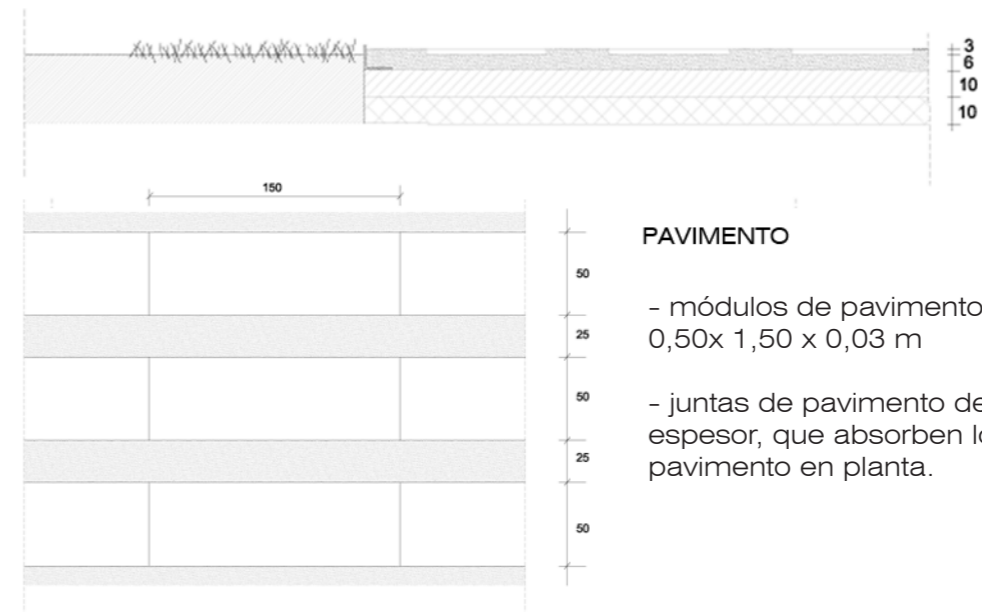 3
6
10
10
150
50
25
50
25
50
PAVIMENTO
- módulos de pavimento
0,50x 1,50 x 0,03 m
- juntas de pavimento de
espesor, que absorben
pavimento en planta.